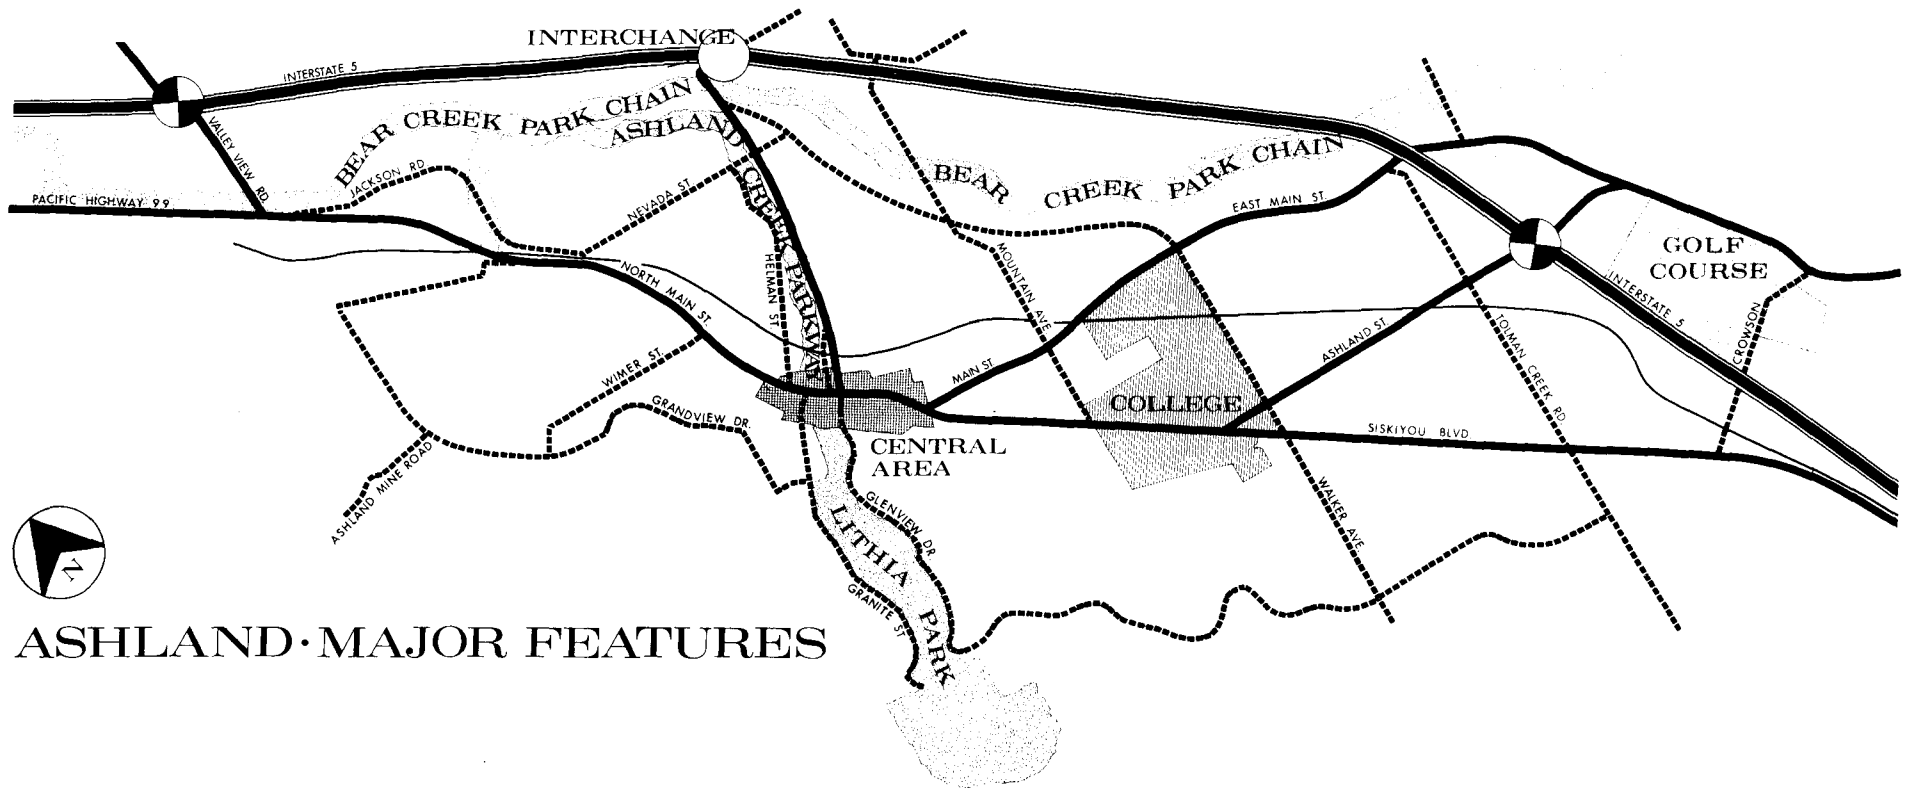 INTERCHANGE
INTERSTATE 5
BEAR CREEK PARK CHAIN
ASHLAND CREEK PARKWAY
VALLEY VIEW RD.
JACKSON RD
NEVADA ST.
BEAR CREEK PARK CHAIN
PACIFIC HIGHWAY 99
EAST MAIN ST.
GOLF
COURSE
HELMAN ST.
NORTH MAIN ST.
MOUNTAIN AVE.
INTERSTATE 5
CROWSON
TOLMAN CREEK RD.
ASHLAND ST.
WIMER ST.
MAIN ST
GRANDVIEW DR.
COLLEGE
SISKIYOU BLVD
CENTRAL
AREA
ASHLAND MINE ROAD
GLENVIEW DR
WALKER AVE.
LITHIA PARK
GRANITE ST
N
ASHLAND·MAJOR FEATURES